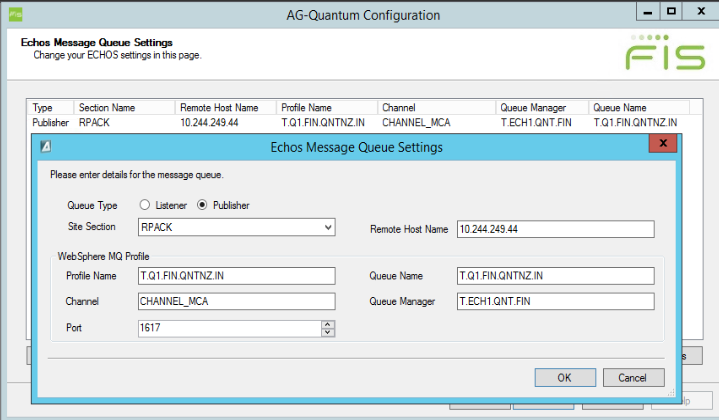 AG-Quantum Configuration
Echos Message Queue Settings
Change your ECHOS settings in this page.
FIS
Type Section Name Remote Host Name Profile Name Channel Queue Manager Queue Name
Publisher RPACK 10.244.249.44 T.Q1.FIN.QNTNZ.IN CHANNEL_MCA T.ECH1.QNT.FIN T.Q1.FIN.QNTNZ.IN
Echos Message Queue Settings
Please enter details for the message queue.
Queue Type Listener Publisher
Site Section RPACK Remote Host Name 10.244.249.44
WebSphere MQ Profile
Profile Name T.Q1.FIN.QNTNZ.IN Queue Name T.Q1.FIN.QNTNZ.IN
Channel CHANNEL_MCA Queue Manager T.ECH1.QNT.FIN
Port 1617
OK Cancel